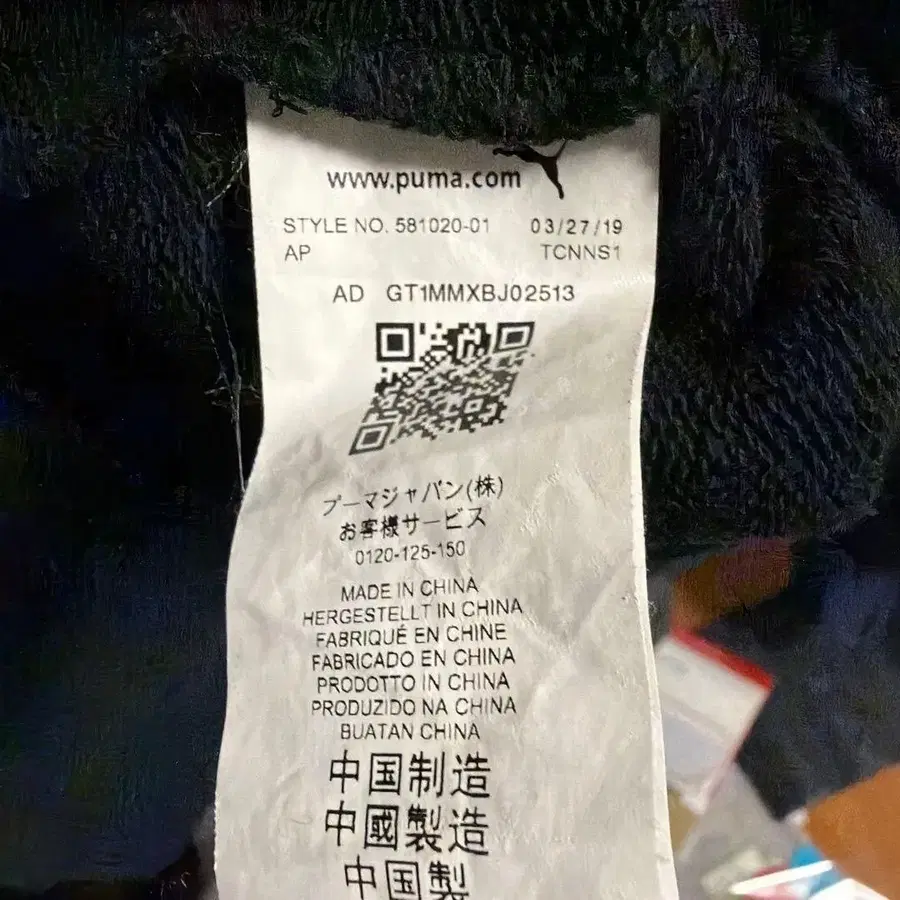 www.puma.com
STYLE NO. 581020-01 03/27/19
AP TCNNS1
AD GT1MMXBJ02513
プーマジャパン(株)
お客様サービス
0120-125-150
MADE IN CHINA
HERGESTELLT IN CHINA
FABRIQUÉ EN CHINE
FABRICADO EN CHINA
PRODOTTO IN CHINA
PRODUZIDO NA CHINA
BUATAN CHINA
中国制造
中國製造
中国製